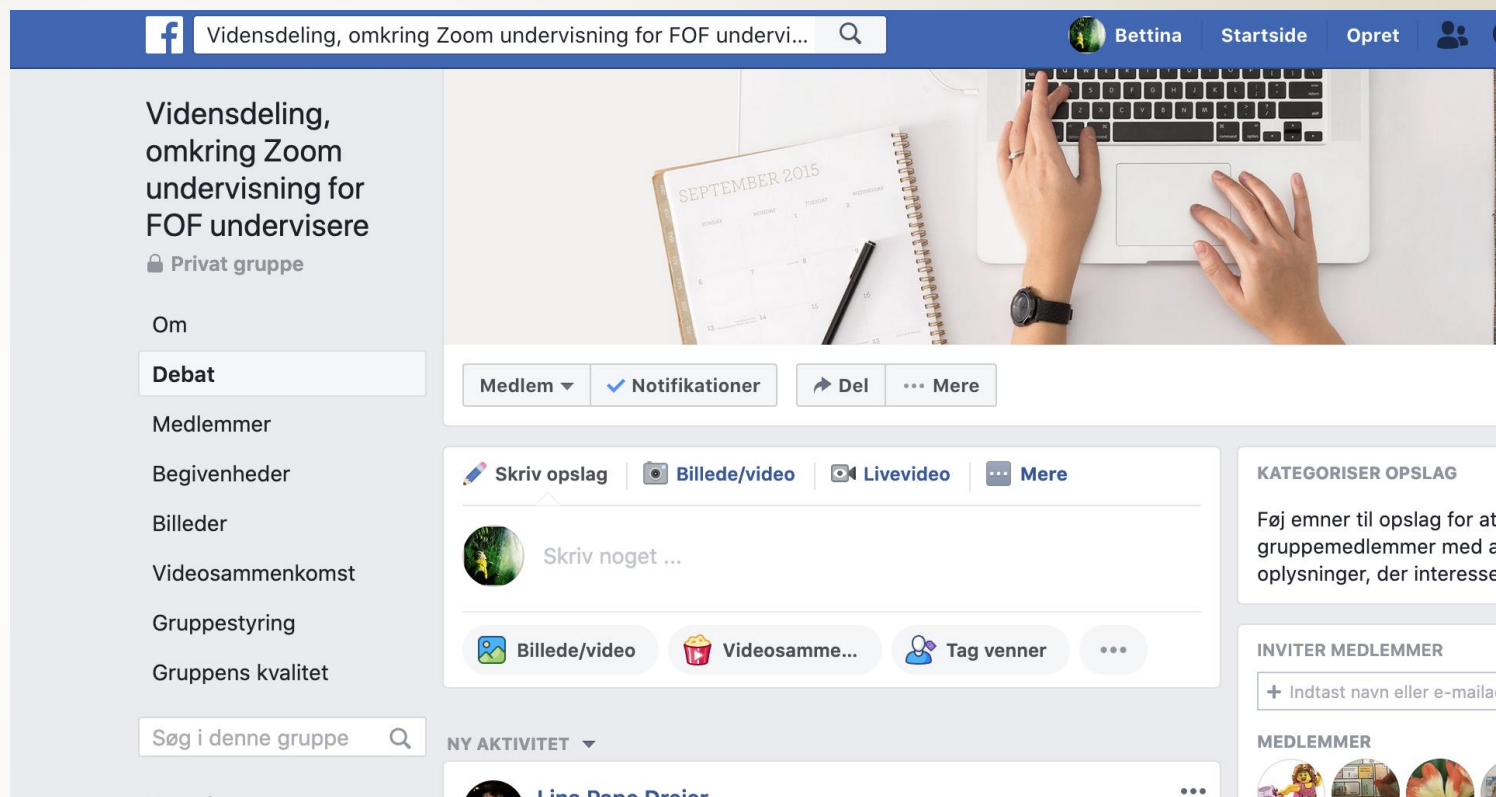 Vidensdeling, omkring Zoom undervisning for FOF undervi...
Bettina
Startside
Opret
Vidensdeling,
omkring Zoom
undervisning for
FOF undervisere
Privat gruppe
Om
Debat
Medlemmer
Begivenheder
Billeder
Videosammenkomst
Gruppestyring
Gruppens kvalitet
Søg i denne gruppe
SEPTEMBER 2015
Medlem
Notifikationer
Del
Mere
Skriv opslag
Billede/video
Livevideo
Mere
Skriv noget ...
Billede/video
Videosamme...
Tag venner
NY AKTIVITET
KATEGORISER OPSLAG
Føj emner til opslag for at
gruppemedlemmer med a
oplysninger, der interesse
INVITER MEDLEMMER
+ Indtast navn eller e-maila
MEDLEMMER